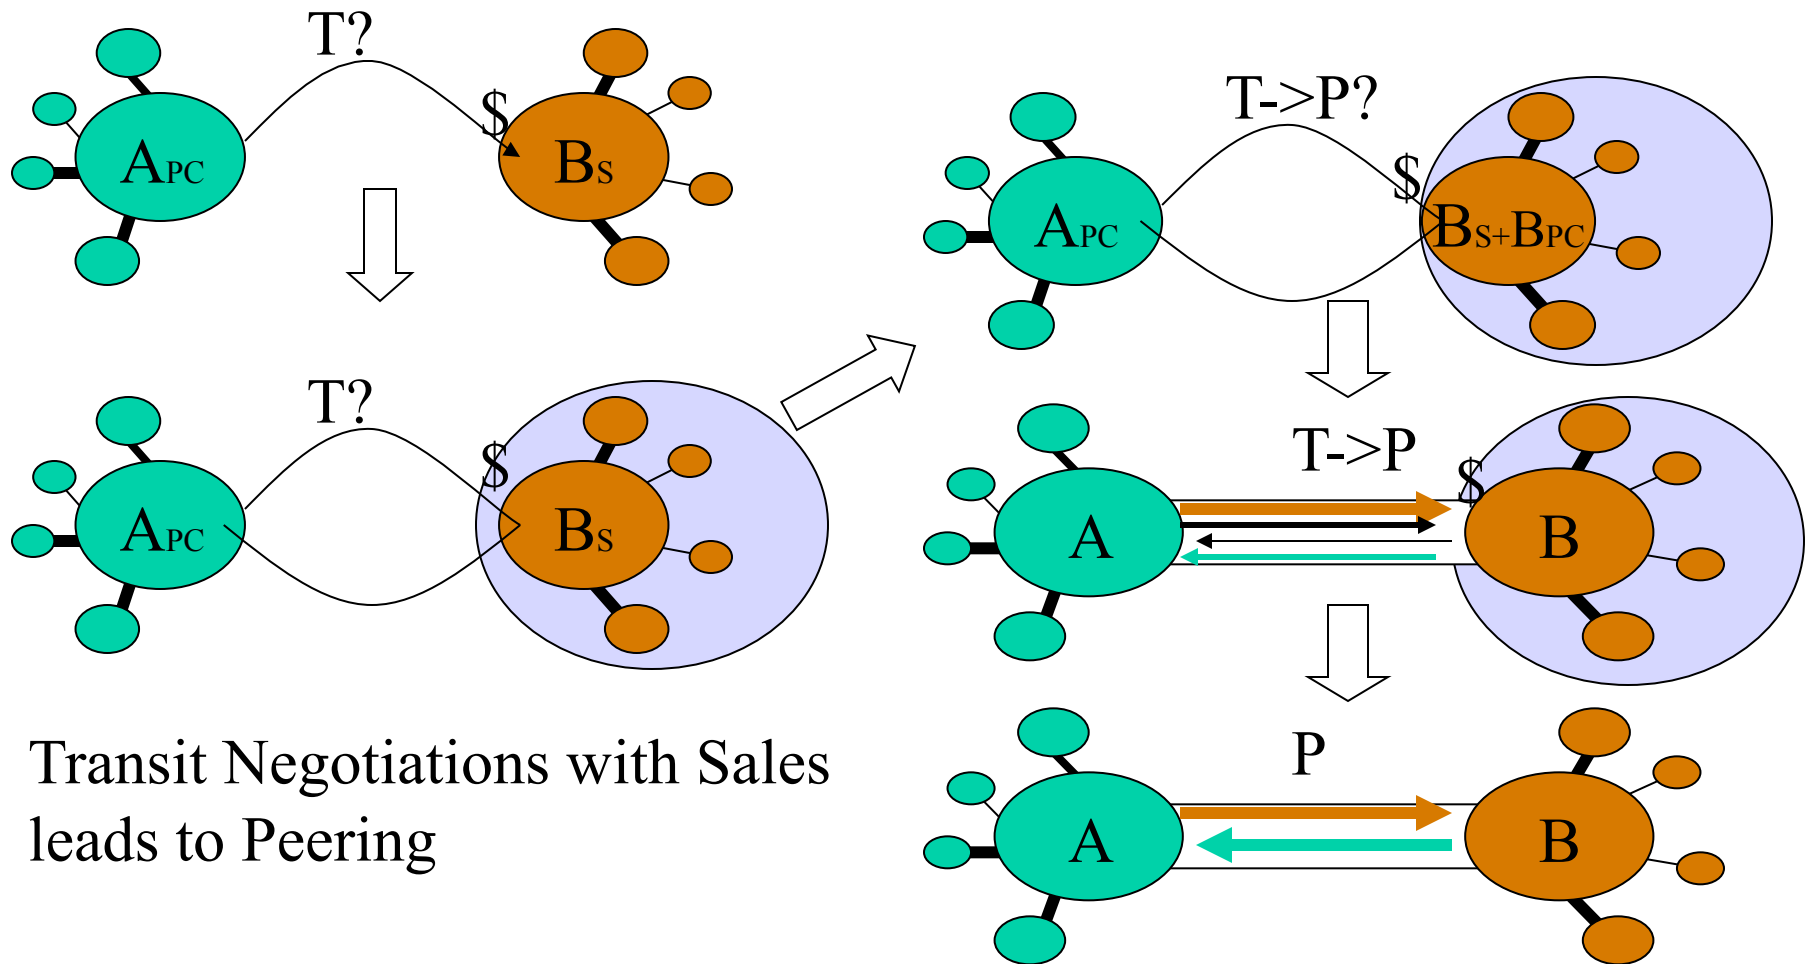 T?
$
APC
BS
T?
$
APC
BS
Transit Negotiations with Sales
leads to Peering
T->P?
$
APC
BS+BPC
T->P
$
A
B
P
A
B